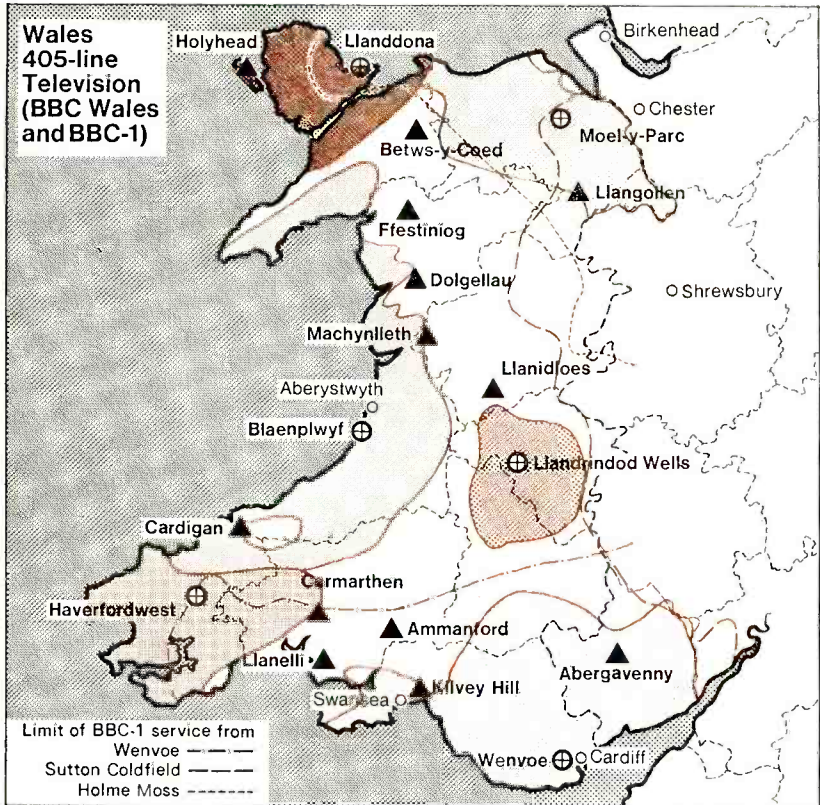 Wales
405-line
Television
(BBC Wales
and BBC-1)
Holyhead
Llanddona
Birkenhead
Chester
Moel-y-Parc
Betws-y-Coed
Llangollen
Ffestiniog
Dolgellau
Shrewsbury
Machynlleth
Llanidloes
Aberystwyth
Blaenplwyf
Llandrindod Wells
Cardigan
Carmarthen
Haverfordwest
Ammanford
Llanelli
Abergavenny
Kilvey Hill
Swansea
Limit of BBC-1 service from
Wenvoe
Sutton Coldfield
Holme Moss
Wenvoe
Cardiff